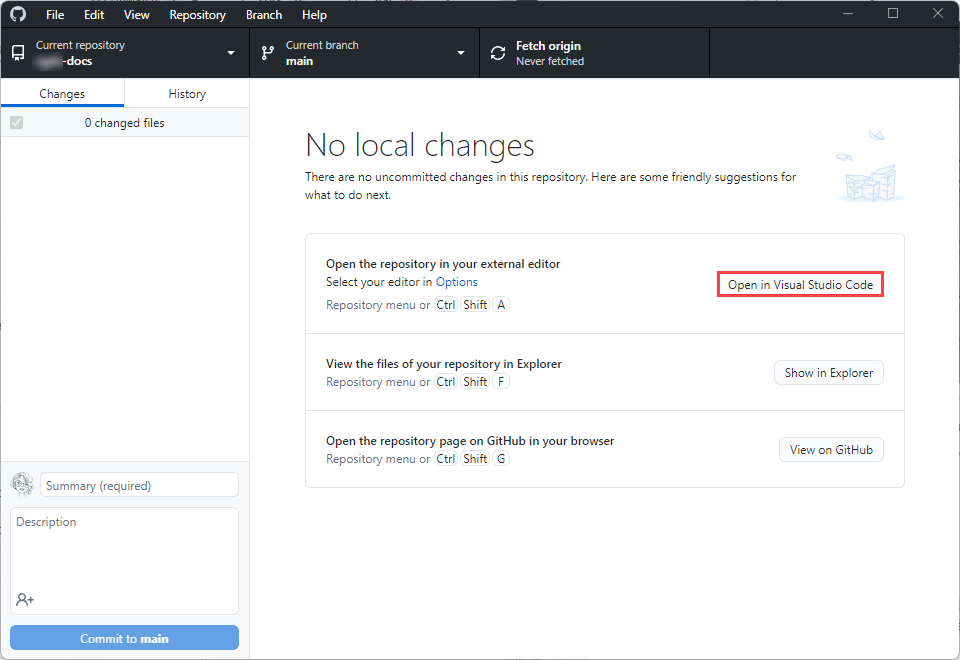 File Edit View Repository Branch Help
Current repository
-docs
Current branch
main
Fetch origin
Never fetched
Changes
History
0 changed files
No local changes
There are no uncommitted changes in this repository. Here are some friendly suggestions for
what to do next.
Open the repository in your external editor
Select your editor in Options
Repository menu or Ctrl Shift A
Open in Visual Studio Code
View the files of your repository in Explorer
Repository menu or Ctrl Shift F
Show in Explorer
Open the repository page on GitHub in your browser
Repository menu or Ctrl Shift G
View on GitHub
Summary (required)
Description
Commit to main